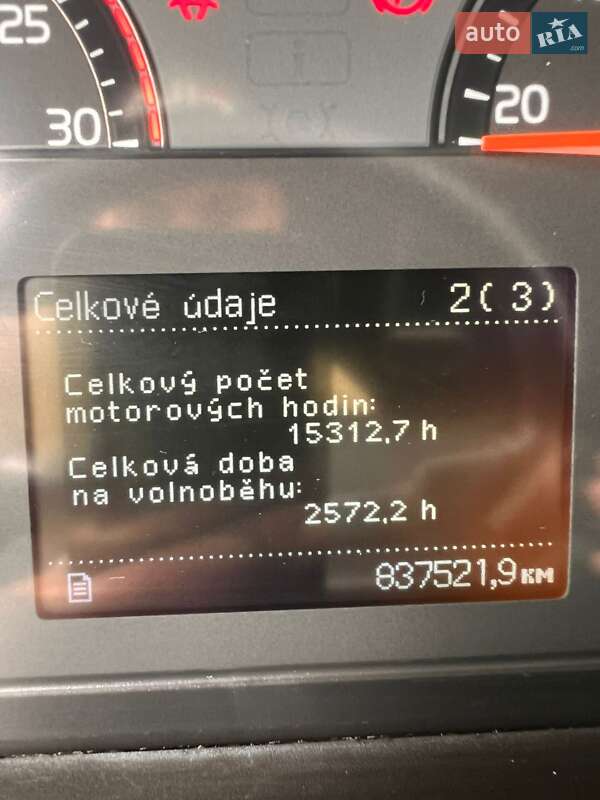 25
30
20
auto RIA .com
Celkové údaje 2( 3)
Celkový počet
motorových hodin:
15312,7 h
Celková doba
na volnoběhu:
2572,2 h
837521,9 км